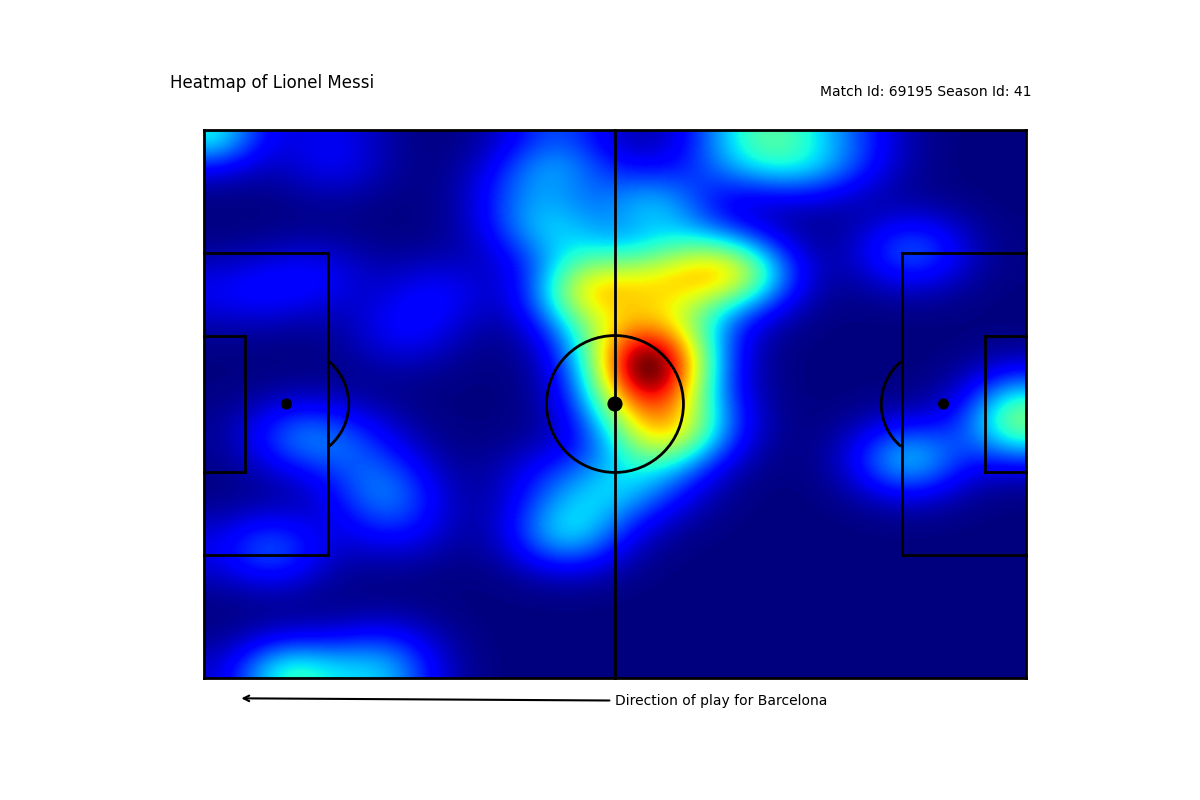 Heatmap of Lionel Messi
Match Id: 69195 Season Id: 41
Direction of play for Barcelona